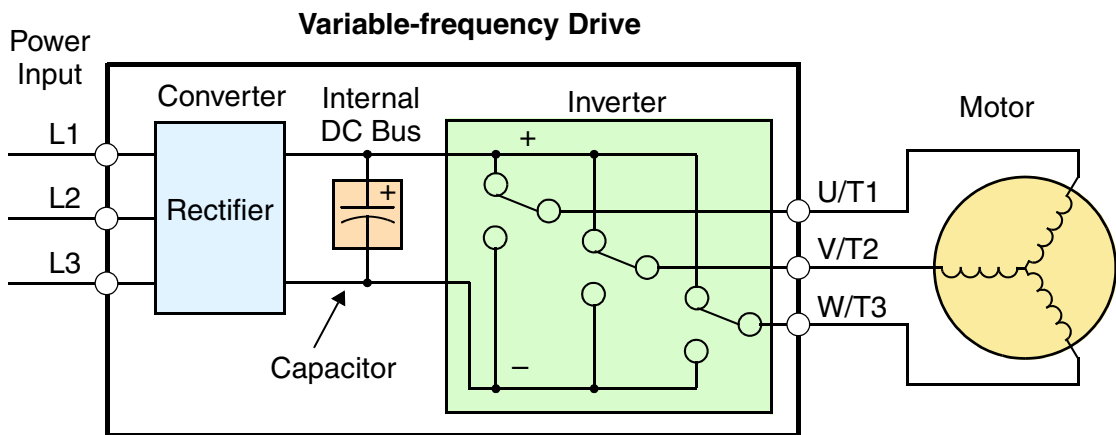 Variable-frequency Drive
Power
Input
Converter
Internal
DC Bus
Inverter
Motor
L1
L2
L3
Rectifier
+
+
–
U/T1
V/T2
W/T3
Capacitor